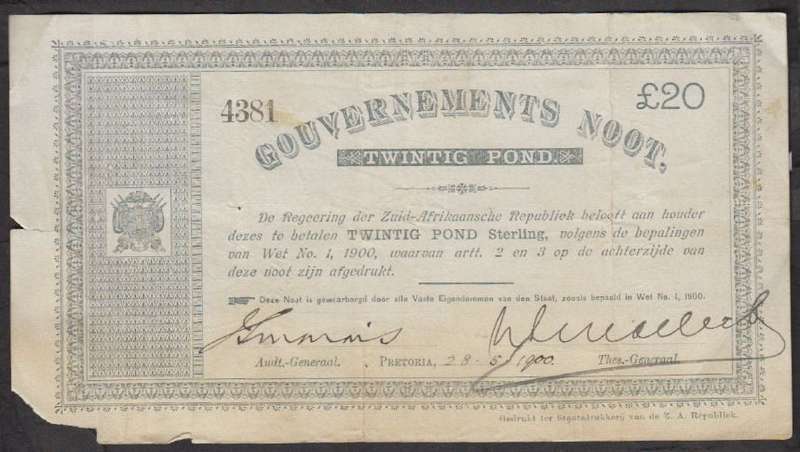 4381
£20
GOUVERNEMENTS NOOT,
TWINTIG POND.
De Regeering der Zuid-Afrikaansche Republiek belooft aan houder
dezes te betalen TWINTIG POND Sterling, volgens de bepalingen
van Wet No. 1, 1900, waarvan artt. 2 en 3 op de achterzijde van
deze noot zijn afgedrukt.
Deze Noot is gewaarborgd door alle Vaste Eigendommen van den Staat, zooals bepaald in Wet No. 1, 1900.
Audt.-Generaal. PRETORIA, 28-5/1900. Thes.-Generaal.
Gedrukt ter Staatsdrukkerij van de Z. A. Republiek.